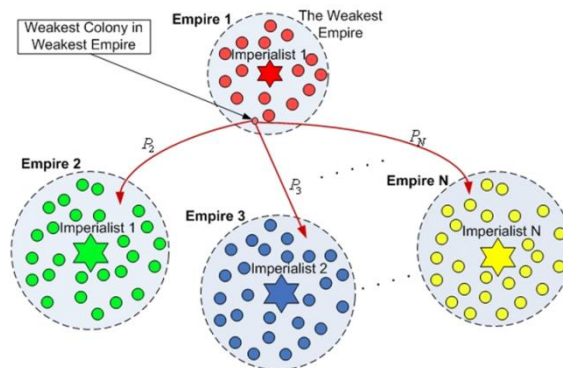 Empire 1
The Weakest
Empire
Weakest Colony in
Weakest Empire
Imperialist 1
P2
P3
PN
Empire 2
Empire 3
Empire N
Imperialist 1
Imperialist 2
Imperialist N